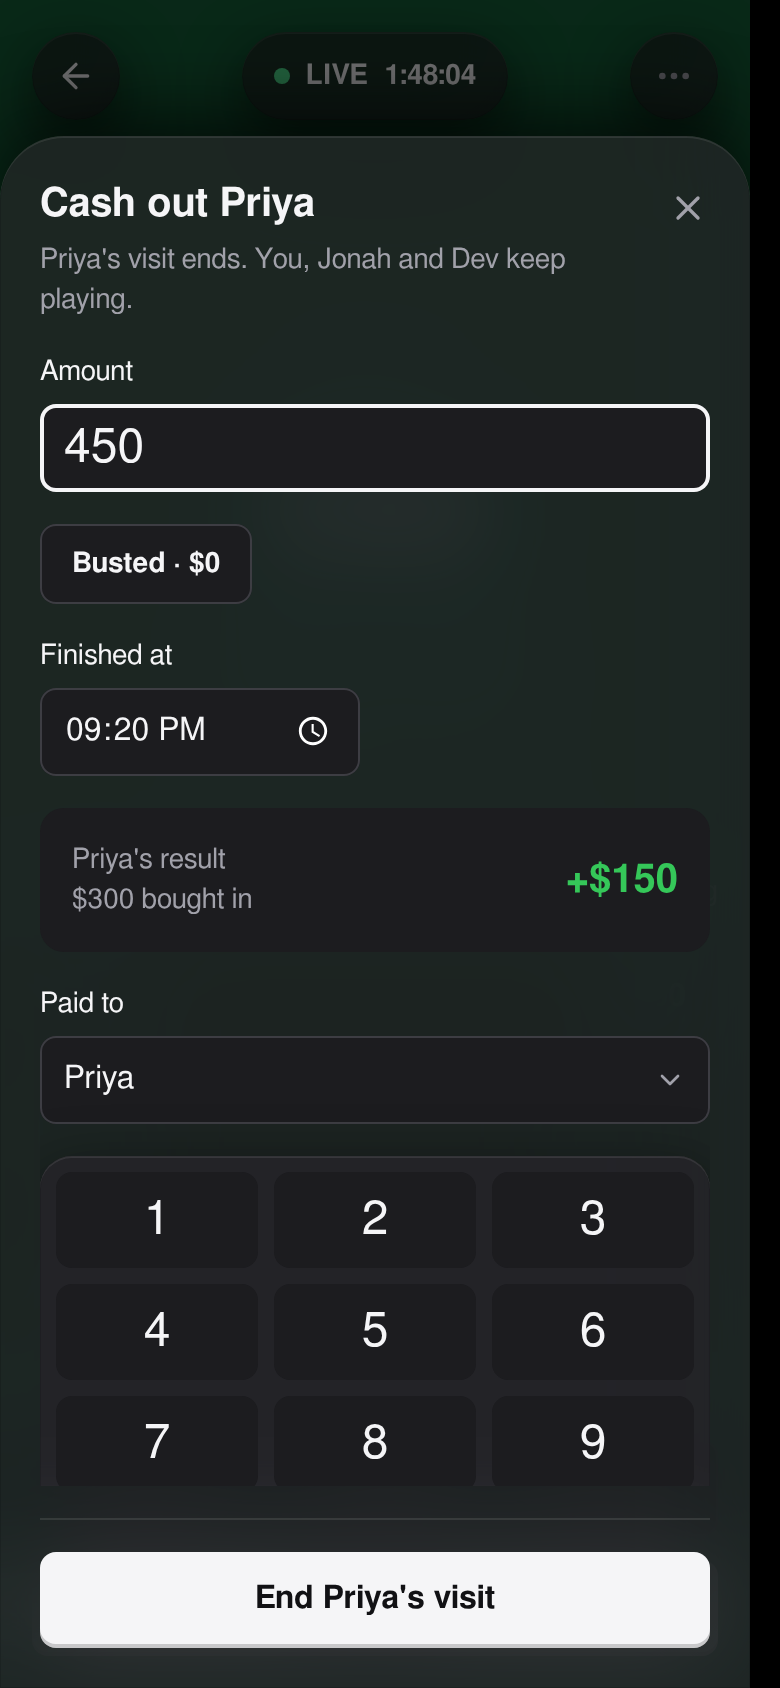 LIVE 1:48:04
Cash out Priya
Priya's visit ends. You, Jonah and Dev keep
playing.
Amount
450
Busted · $0
Finished at
09:20 PM
Priya's result
$300 bought in
+$150
Paid to
Priya
1 2 3
4 5 6
7 8 9
End Priya's visit